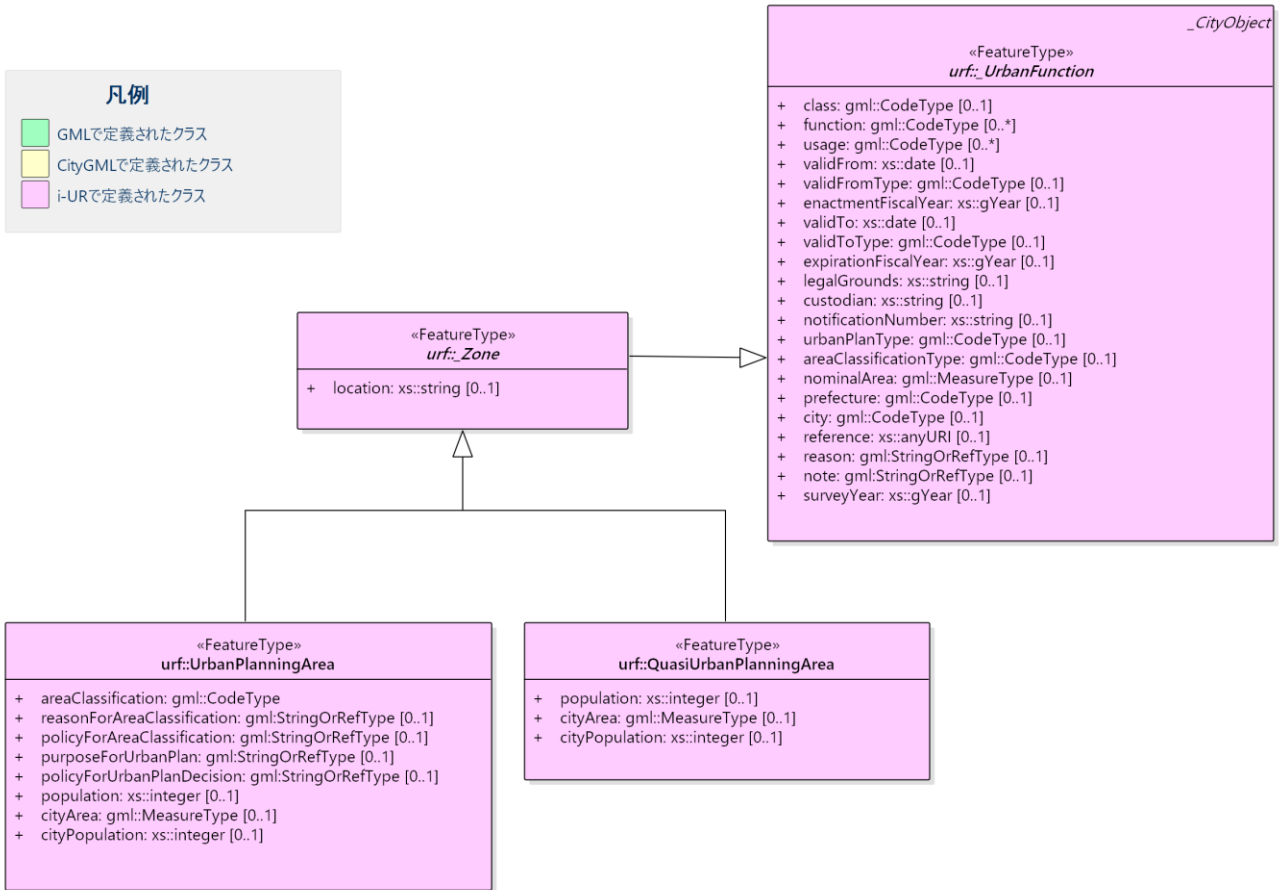 凡例
GMLで定義されたクラス
CityGMLで定義されたクラス
i-URで定義されたクラス
_CityObject
«FeatureType»
urf::_UrbanFunction
+ class: gml::CodeType [0..1]
+ function: gml::CodeType [0..*]
+ usage: gml::CodeType [0..*]
+ validFrom: xs::date [0..1]
+ validFromType: gml::CodeType [0..1]
+ enactmentFiscalYear: xs::gYear [0..1]
+ validTo: xs::date [0..1]
+ validToType: gml::CodeType [0..1]
+ expirationFiscalYear: xs::gYear [0..1]
+ legalGrounds: xs::string [0..1]
+ custodian: xs::string [0..1]
+ notificationNumber: xs::string [0..1]
+ urbanPlanType: gml::CodeType [0..1]
+ areaClassificationType: gml::CodeType [0..1]
+ nominalArea: gml::MeasureType [0..1]
+ prefecture: gml::CodeType [0..1]
+ city: gml::CodeType [0..1]
+ reference: xs::anyURI [0..1]
+ reason: gml:StringOrRefType [0..1]
+ note: gml:StringOrRefType [0..1]
+ surveyYear: xs::gYear [0..1]
«FeatureType»
urf::_Zone
+ location: xs::string [0..1]
«FeatureType»
urf::UrbanPlanningArea
+ areaClassification: gml::CodeType
+ reasonForAreaClassification: gml:StringOrRefType [0..1]
+ policyForAreaClassification: gml:StringOrRefType [0..1]
+ purposeForUrbanPlan: gml:StringOrRefType [0..1]
+ policyForUrbanPlanDecision: gml:StringOrRefType [0..1]
+ population: xs::integer [0..1]
+ cityArea: gml::MeasureType [0..1]
+ cityPopulation: xs::integer [0..1]
«FeatureType»
urf::QuasiUrbanPlanningArea
+ population: xs::integer [0..1]
+ cityArea: gml::MeasureType [0..1]
+ cityPopulation: xs::integer [0..1]